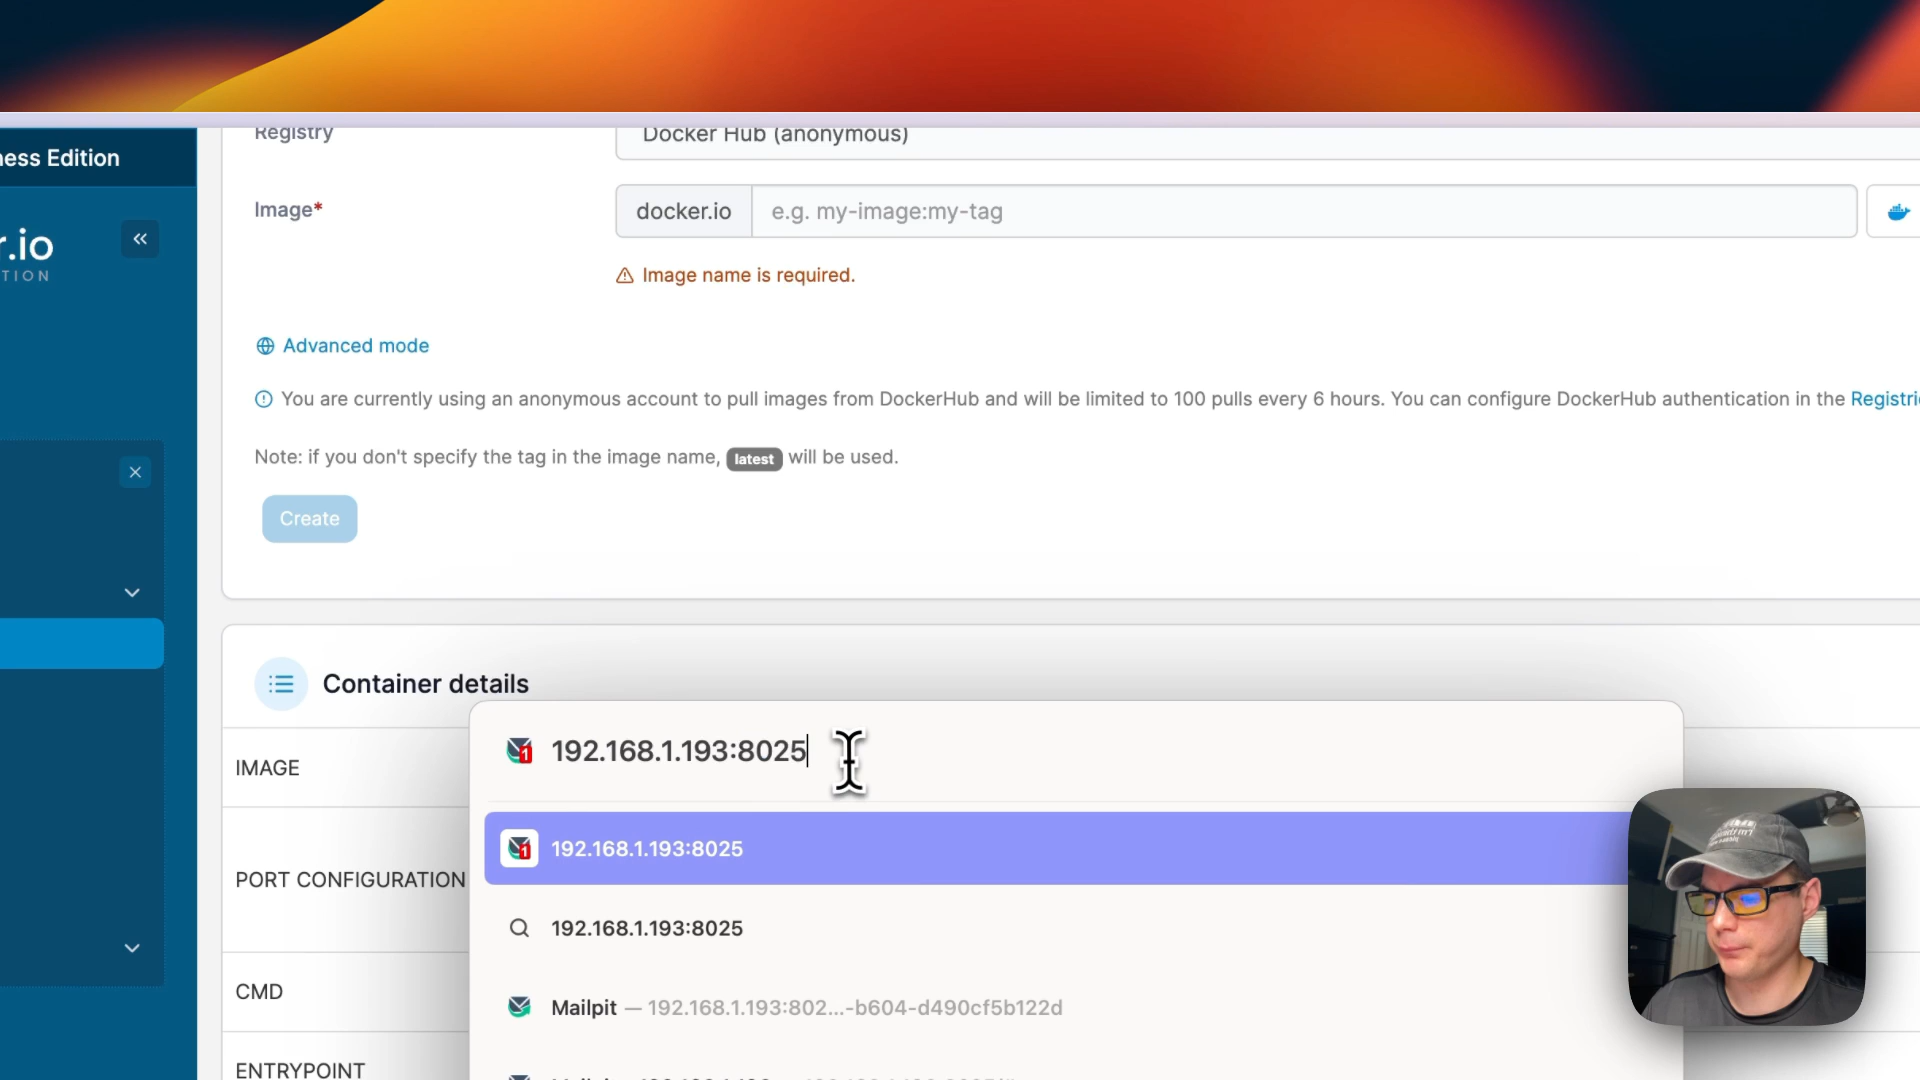 Registry
Docker Hub (anonymous)
ness Edition
Image*
docker.io
e.g. my-image:my-tag
r.io
TION
Image name is required.
Advanced mode
You are currently using an anonymous account to pull images from DockerHub and will be limited to 100 pulls every 6 hours. You can configure DockerHub authentication in the Registri
Note: if you don't specify the tag in the image name, latest will be used.
Create
Container details
192.168.1.193:8025
IMAGE
192.168.1.193:8025
PORT CONFIGURATION
192.168.1.193:8025
CMD
Mailpit — 192.168.1.193:802...-b604-d490cf5b122d
ENTRYPOINT